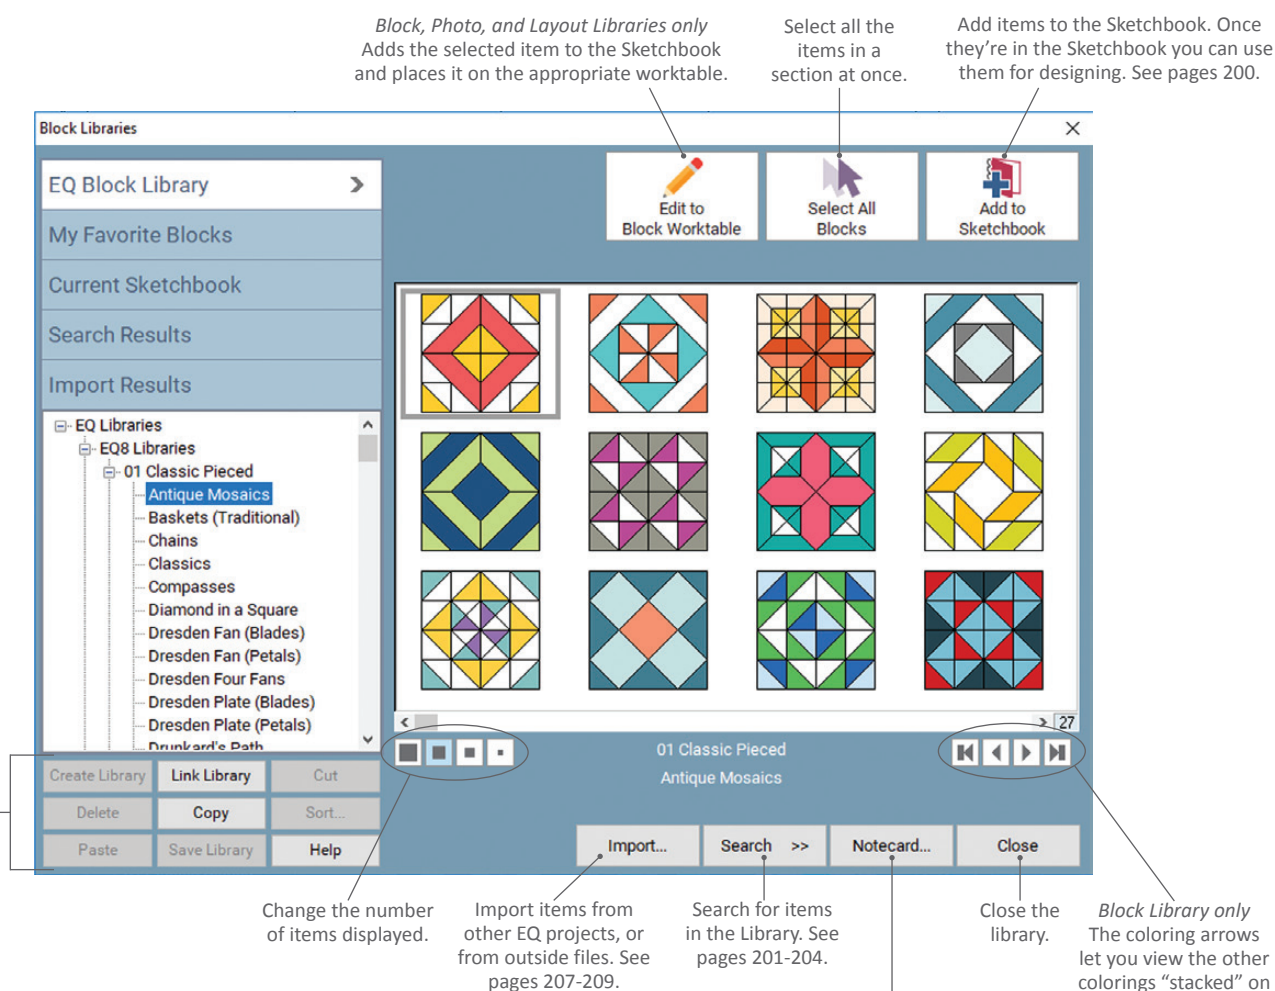 Block, Photo, and Layout Libraries only
Adds the selected item to the Sketchbook
and places it on the appropriate worktable.
Select all the
items in a
section at once.
Add items to the Sketchbook. Once
they're in the Sketchbook you can use
them for designing. See pages 200.
Block Libraries
EQ Block Library
My Favorite Blocks
Current Sketchbook
Search Results
Import Results
Edit to
Block Worktable
Select All
Blocks
Add to
Sketchbook
EQ Libraries
EQ8 Libraries
01 Classic Pieced
Antique Mosaics
Baskets (Traditional)
Chains
Classics
Compasses
Diamond in a Square
Dresden Fan (Blades)
Dresden Fan (Petals)
Dresden Four Fans
Dresden Plate (Blades)
Dresden Plate (Petals)
Drunkard's Path
27
01 Classic Pieced
Antique Mosaics
Create Library
Link Library
Cut
Delete
Copy
Sort...
Paste
Save Library
Help
Import...
Search >>
Notecard...
Close
Change the number
of items displayed.
Import items from
other EQ projects, or
from outside files. See
pages 207-209.
Search for items
in the Library. See
pages 201-204.
Close the
library.
Block Library only
The coloring arrows
let you view the other
colorings “stacked” on